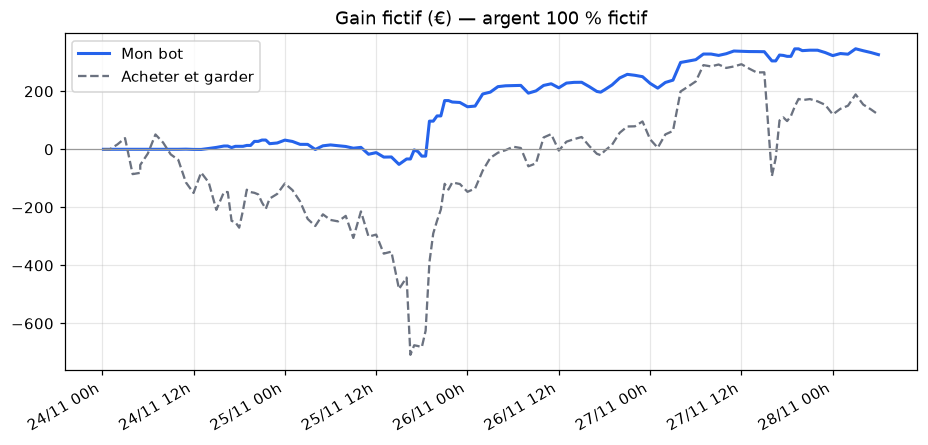 Gain fictif (€) — argent 100 % fictif
Mon bot
Acheter et garder
200
0
−200
−400
−600
24/11 00h
24/11 12h
25/11 00h
25/11 12h
26/11 00h
26/11 12h
27/11 00h
27/11 12h
28/11 00h